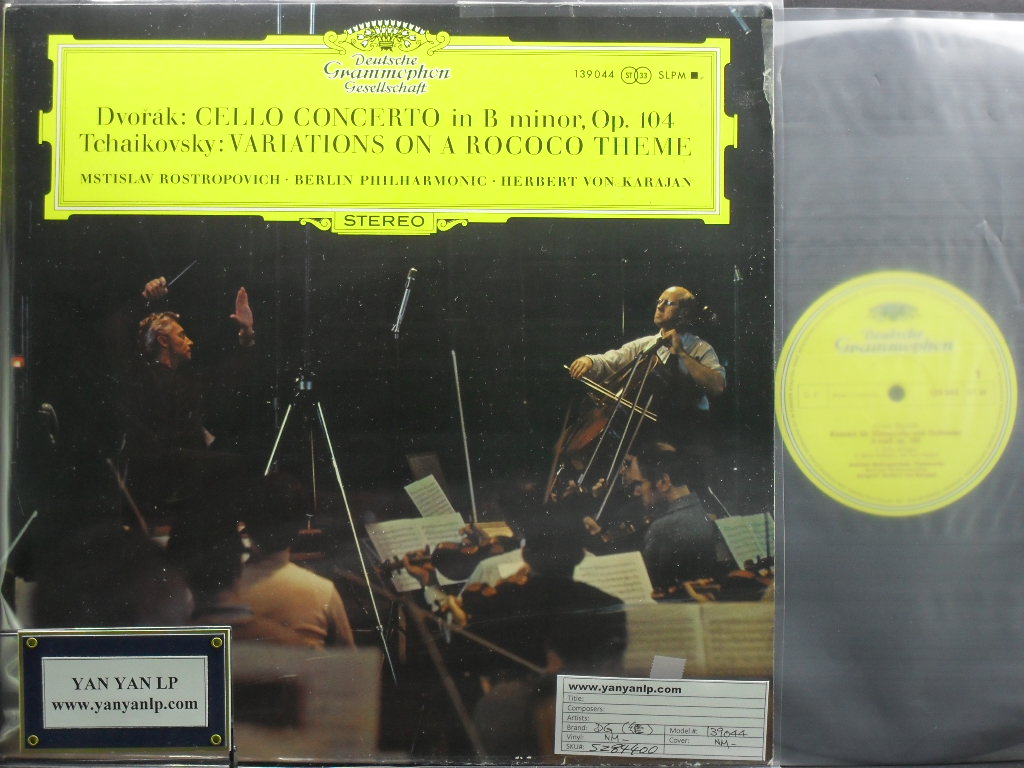 Deutsche
Grammophon
Gesellschaft
139044 ST 33 SLPM
Dvořák: CELLO CONCERTO in B minor, Op. 104
Tchaikovsky: VARIATIONS ON A ROCOCO THEME
MSTISLAV ROSTROPOVICH · BERLIN PHILHARMONIC · HERBERT VON KARAJAN
STEREO
Deutsche
Grammophon
YAN YAN LP
www.yanyanlp.com
www.yanyanlp.com
Title:
Composers:
Artists:
Brand: DG Model#: 139044
Vinyl: NM- Cover: NM-
SKU#: S284400